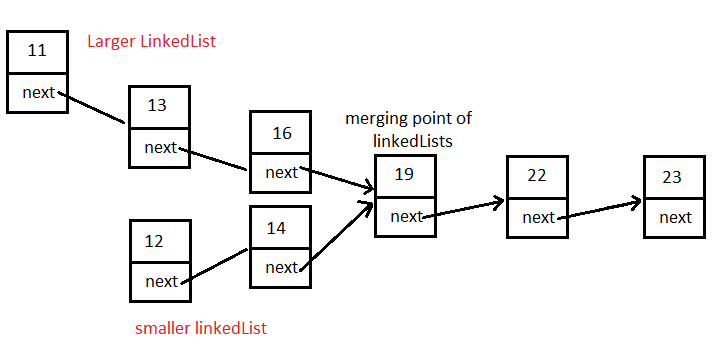 Larger LinkedList
11
next
13
next
16
next
merging point of
linkedLists
19
next
22
next
23
next
12
next
14
next
smaller linkedList